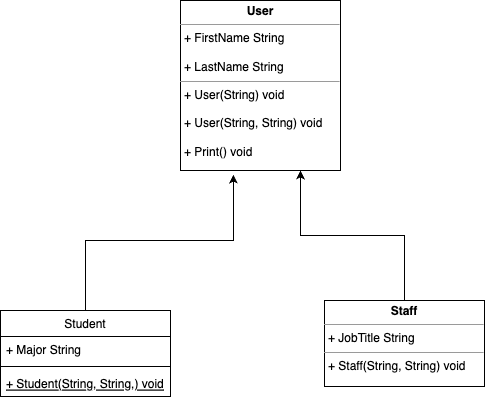 User
+ FirstName String
+ LastName String
+ User(String) void
+ User(String, String) void
+ Print() void
Student
+ Major String
+ Student(String, String,) void
Staff
+ JobTitle String
+ Staff(String, String) void